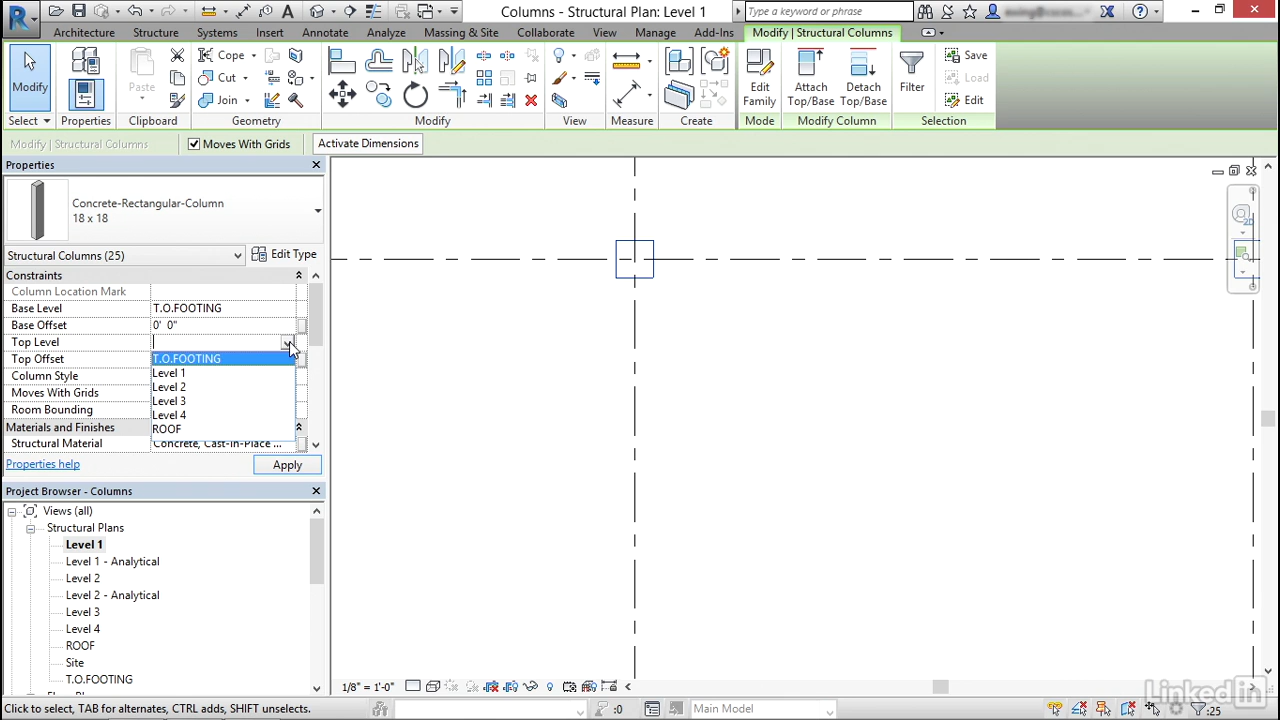 Columns - Structural Plan: Level 1
Type a keyword or phrase
Architecture Structure Systems Insert Annotate Analyze Massing & Site Collaborate View Manage Add-Ins Modify | Structural Columns
Modify
Paste
Cope
Cut
Join
Edit
Family
Attach
Top/Base
Detach
Top/Base
Filter
Save
Load
Edit
Select Properties Clipboard Geometry Modify View Measure Create Mode Modify Column Selection
Modify | Structural Columns Moves With Grids Activate Dimensions
Properties
Concrete-Rectangular-Column
18 x 18
Structural Columns (25) Edit Type
Constraints
Column Location Mark
Base Level T.O.FOOTING
Base Offset 0' 0"
Top Level
Top Offset T.O.FOOTING
Column Style Level 1
Level 2
Moves With Grids Level 3
Room Bounding Level 4
Materials and Finishes ROOF
Structural Material Concrete, Cast-in-Place ...
Properties help Apply
Project Browser - Columns
Views (all)
Structural Plans
Level 1
Level 1 - Analytical
Level 2
Level 2 - Analytical
Level 3
Level 4
ROOF
Site
T.O.FOOTING
2D
1/8" = 1'-0"
Click to select, TAB for alternates, CTRL adds, SHIFT unselects. :0 Main Model :25
LinkedIn